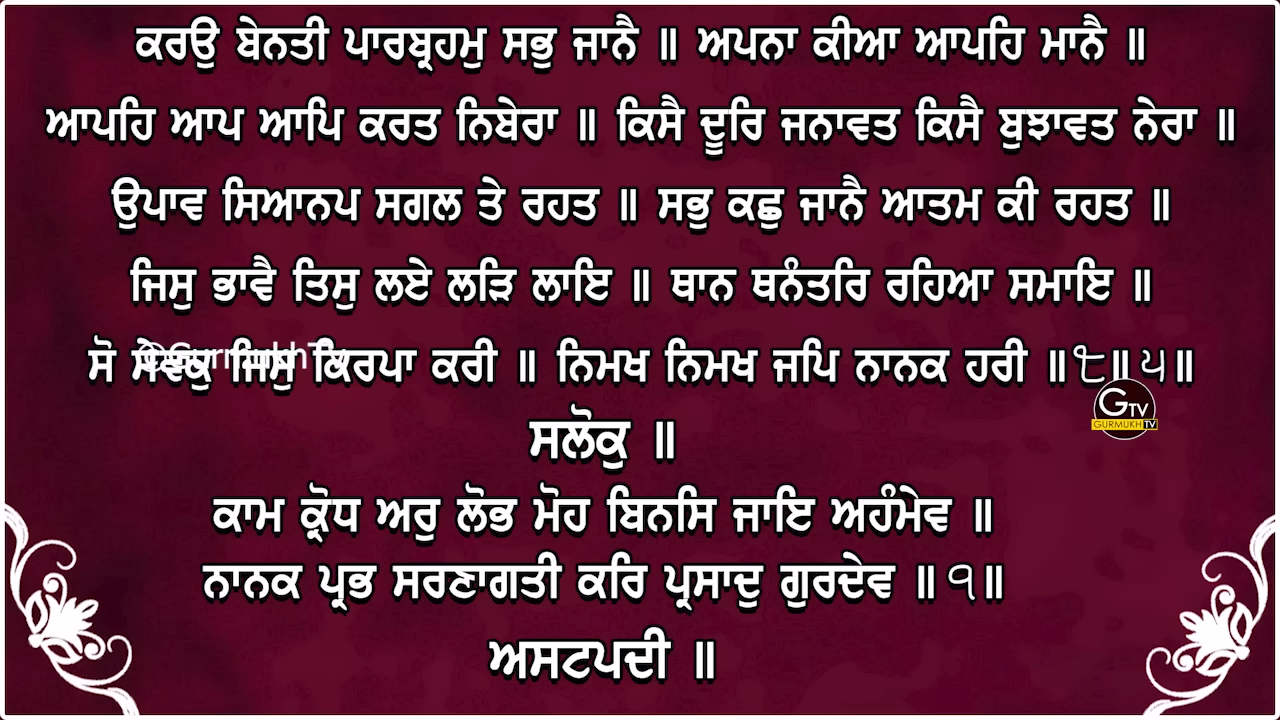 ਕਰਉ ਬੇਨਤੀ ਪਾਰਬ੍ਰਹਮੁ ਸਭੁ ਜਾਨੈ ॥ ਅਪਨਾ ਕੀਆ ਆਪਹਿ ਮਾਨੈ ॥
ਆਪਹਿ ਆਪ ਆਪਿ ਕਰਤ ਨਿਬੇਰਾ ॥ ਕਿਸੈ ਦੂਰਿ ਜਨਾਵਤ ਕਿਸੈ ਬੁਝਾਵਤ ਨੇਰਾ ॥
ਉਪਾਵ ਸਿਆਨਪ ਸਗਲ ਤੇ ਰਹਤ ॥ ਸਭੁ ਕਛੁ ਜਾਨੈ ਆਤਮ ਕੀ ਰਹਤ ॥
ਜਿਸੁ ਭਾਵੈ ਤਿਸੁ ਲਏ ਲੜਿ ਲਾਇ ॥ ਥਾਨ ਥਨੰਤਰਿ ਰਹਿਆ ਸਮਾਇ ॥
ਸੋ ਸੇਵਕੁ ਜਿਸੁ ਕਿਰਪਾ ਕਰੀ ॥ ਨਿਮਖ ਨਿਮਖ ਜਪਿ ਨਾਨਕ ਹਰੀ ॥੮॥੫॥
@GurmukhTv
GTV
GURMUKH TV
ਸਲੋਕੁ ॥
ਕਾਮ ਕ੍ਰੋਧ ਅਰੁ ਲੋਭ ਮੋਹ ਬਿਨਸਿ ਜਾਇ ਅਹੰਮੇਵ ॥
ਨਾਨਕ ਪ੍ਰਭ ਸਰਣਾਗਤੀ ਕਰਿ ਪ੍ਰਸਾਦੁ ਗੁਰਦੇਵ ॥੧॥
ਅਸਟਪਦੀ ॥